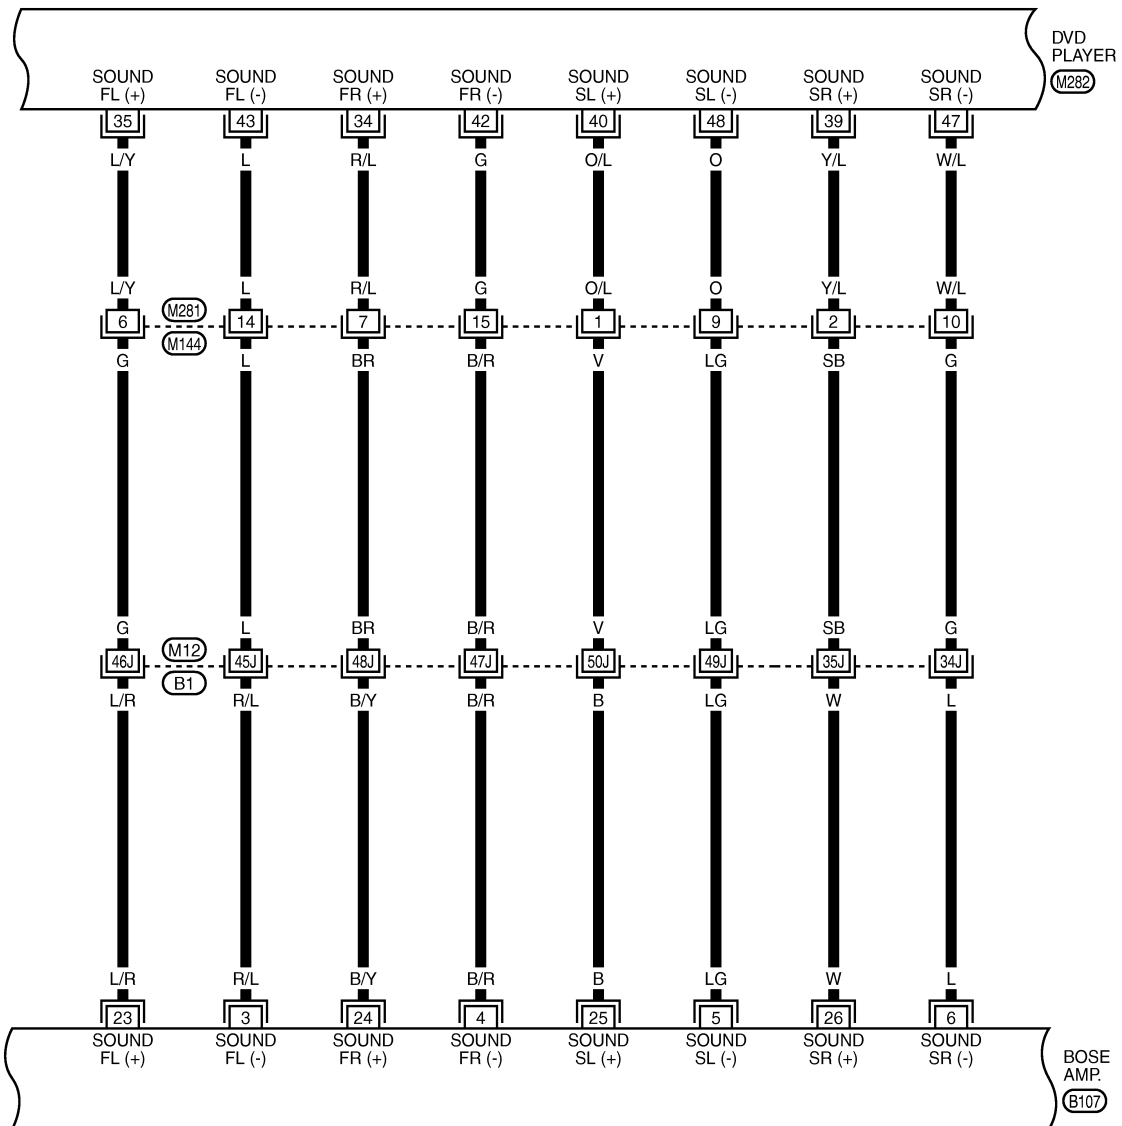 DVD
PLAYER
M282
SOUND SOUND SOUND SOUND SOUND SOUND SOUND SOUND
FL (+) FL (-) FR (+) FR (-) SL (+) SL (-) SR (+) SR (-)
35 43 34 42 40 48 39 47
L/Y L R/L G O/L O Y/L W/L
L/Y L R/L G O/L O Y/L W/L
M281
6 14 7 15 1 9 2 10
M144
G L BR B/R V LG SB G
G L BR B/R V LG SB G
M12
46J 45J 48J 47J 50J 49J 35J 34J
B1
L/R R/L B/Y B/R B LG W L
L/R R/L B/Y B/R B LG W L
23 3 24 4 25 5 26 6
SOUND SOUND SOUND SOUND SOUND SOUND SOUND SOUND
FL (+) FL (-) FR (+) FR (-) SL (+) SL (-) SR (+) SR (-)
BOSE
AMP.
B107